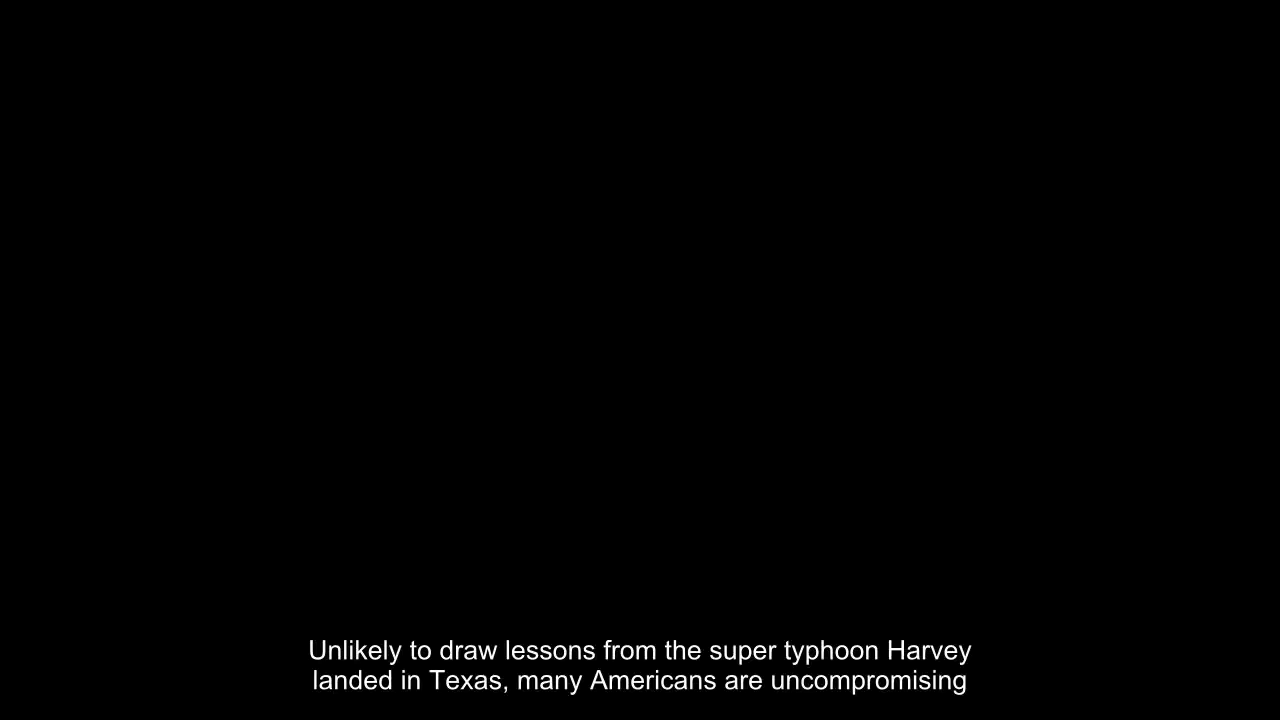 Unlikely to draw lessons from the super typhoon Harvey
landed in Texas, many Americans are uncompromising